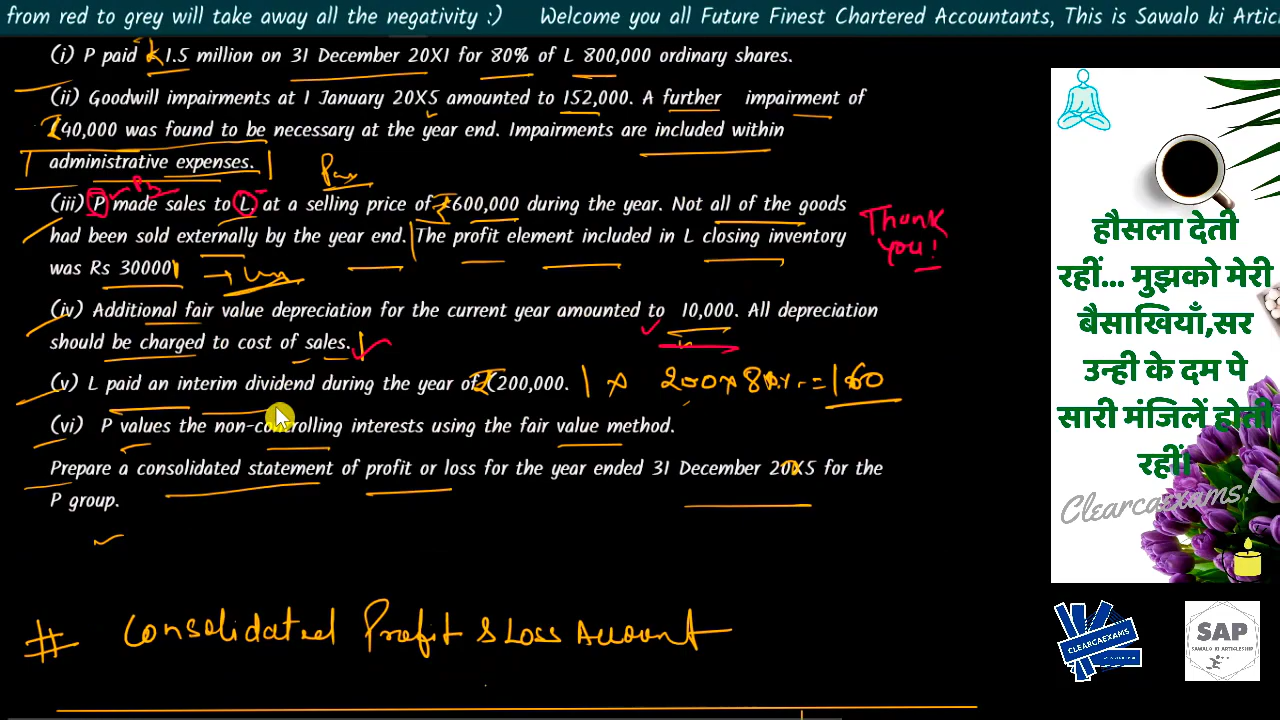 from red to grey will take away all the negativity :) Welcome you all Future Finest Chartered Accountants, This is Sawalo ki Artic
(i) P paid ₹1.5 million on 31 December 20X1 for 80% of L 800,000 ordinary shares.
(ii) Goodwill impairments at 1 January 20X5 amounted to 152,000. A further impairment of
₹40,000 was found to be necessary at the year end. Impairments are included within
administrative expenses.
(iii) P made sales to L, at a selling price of ₹600,000 during the year. Not all of the goods
had been sold externally by the year end. The profit element included in L closing inventory
was Rs 30000
(iv) Additional fair value depreciation for the current year amounted to 10,000. All depreciation
should be charged to cost of sales.
(v) L paid an interim dividend during the year of ₹200,000. 200×80%=160
(vi) P values the non-controlling interests using the fair value method.
Prepare a consolidated statement of profit or loss for the year ended 31 December 20X5 for the
P group.
# Consolidated Profit & Loss Account
Thank
you!
हौसला देती
रहीं... मुझको मेरी
बैसाखियाँ,सर
उन्ही के दम पे
सारी मंजिलें होती
रहीं।
Clearcaexams!
CLEARCAEXAMS
SAP
SAWALO KI ARTICLESHIP